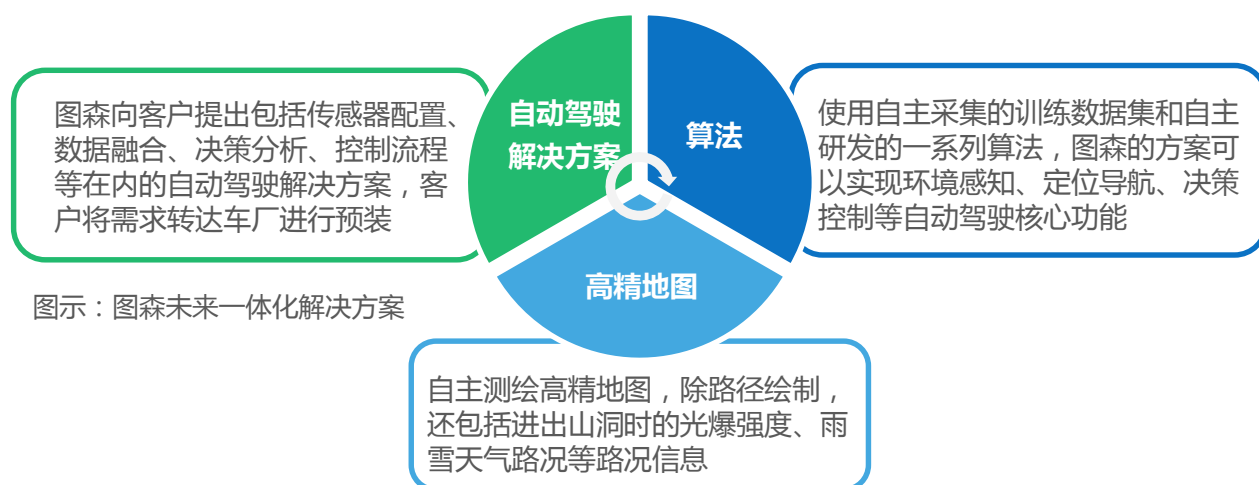 图森向客户提出包括传感器配置、
数据融合、决策分析、控制流程
等在内的自动驾驶解决方案，客
户将需求转达车厂进行预装
自动驾驶
解决方案
算法
使用自主采集的训练数据集和自主
研发的一系列算法，图森的方案可
以实现环境感知、定位导航、决策
控制等自动驾驶核心功能
高精地图
图示：图森未来一体化解决方案
自主测绘高精地图，除路径绘制，
还包括进出山洞时的光爆强度、雨
雪天气路况等路况信息